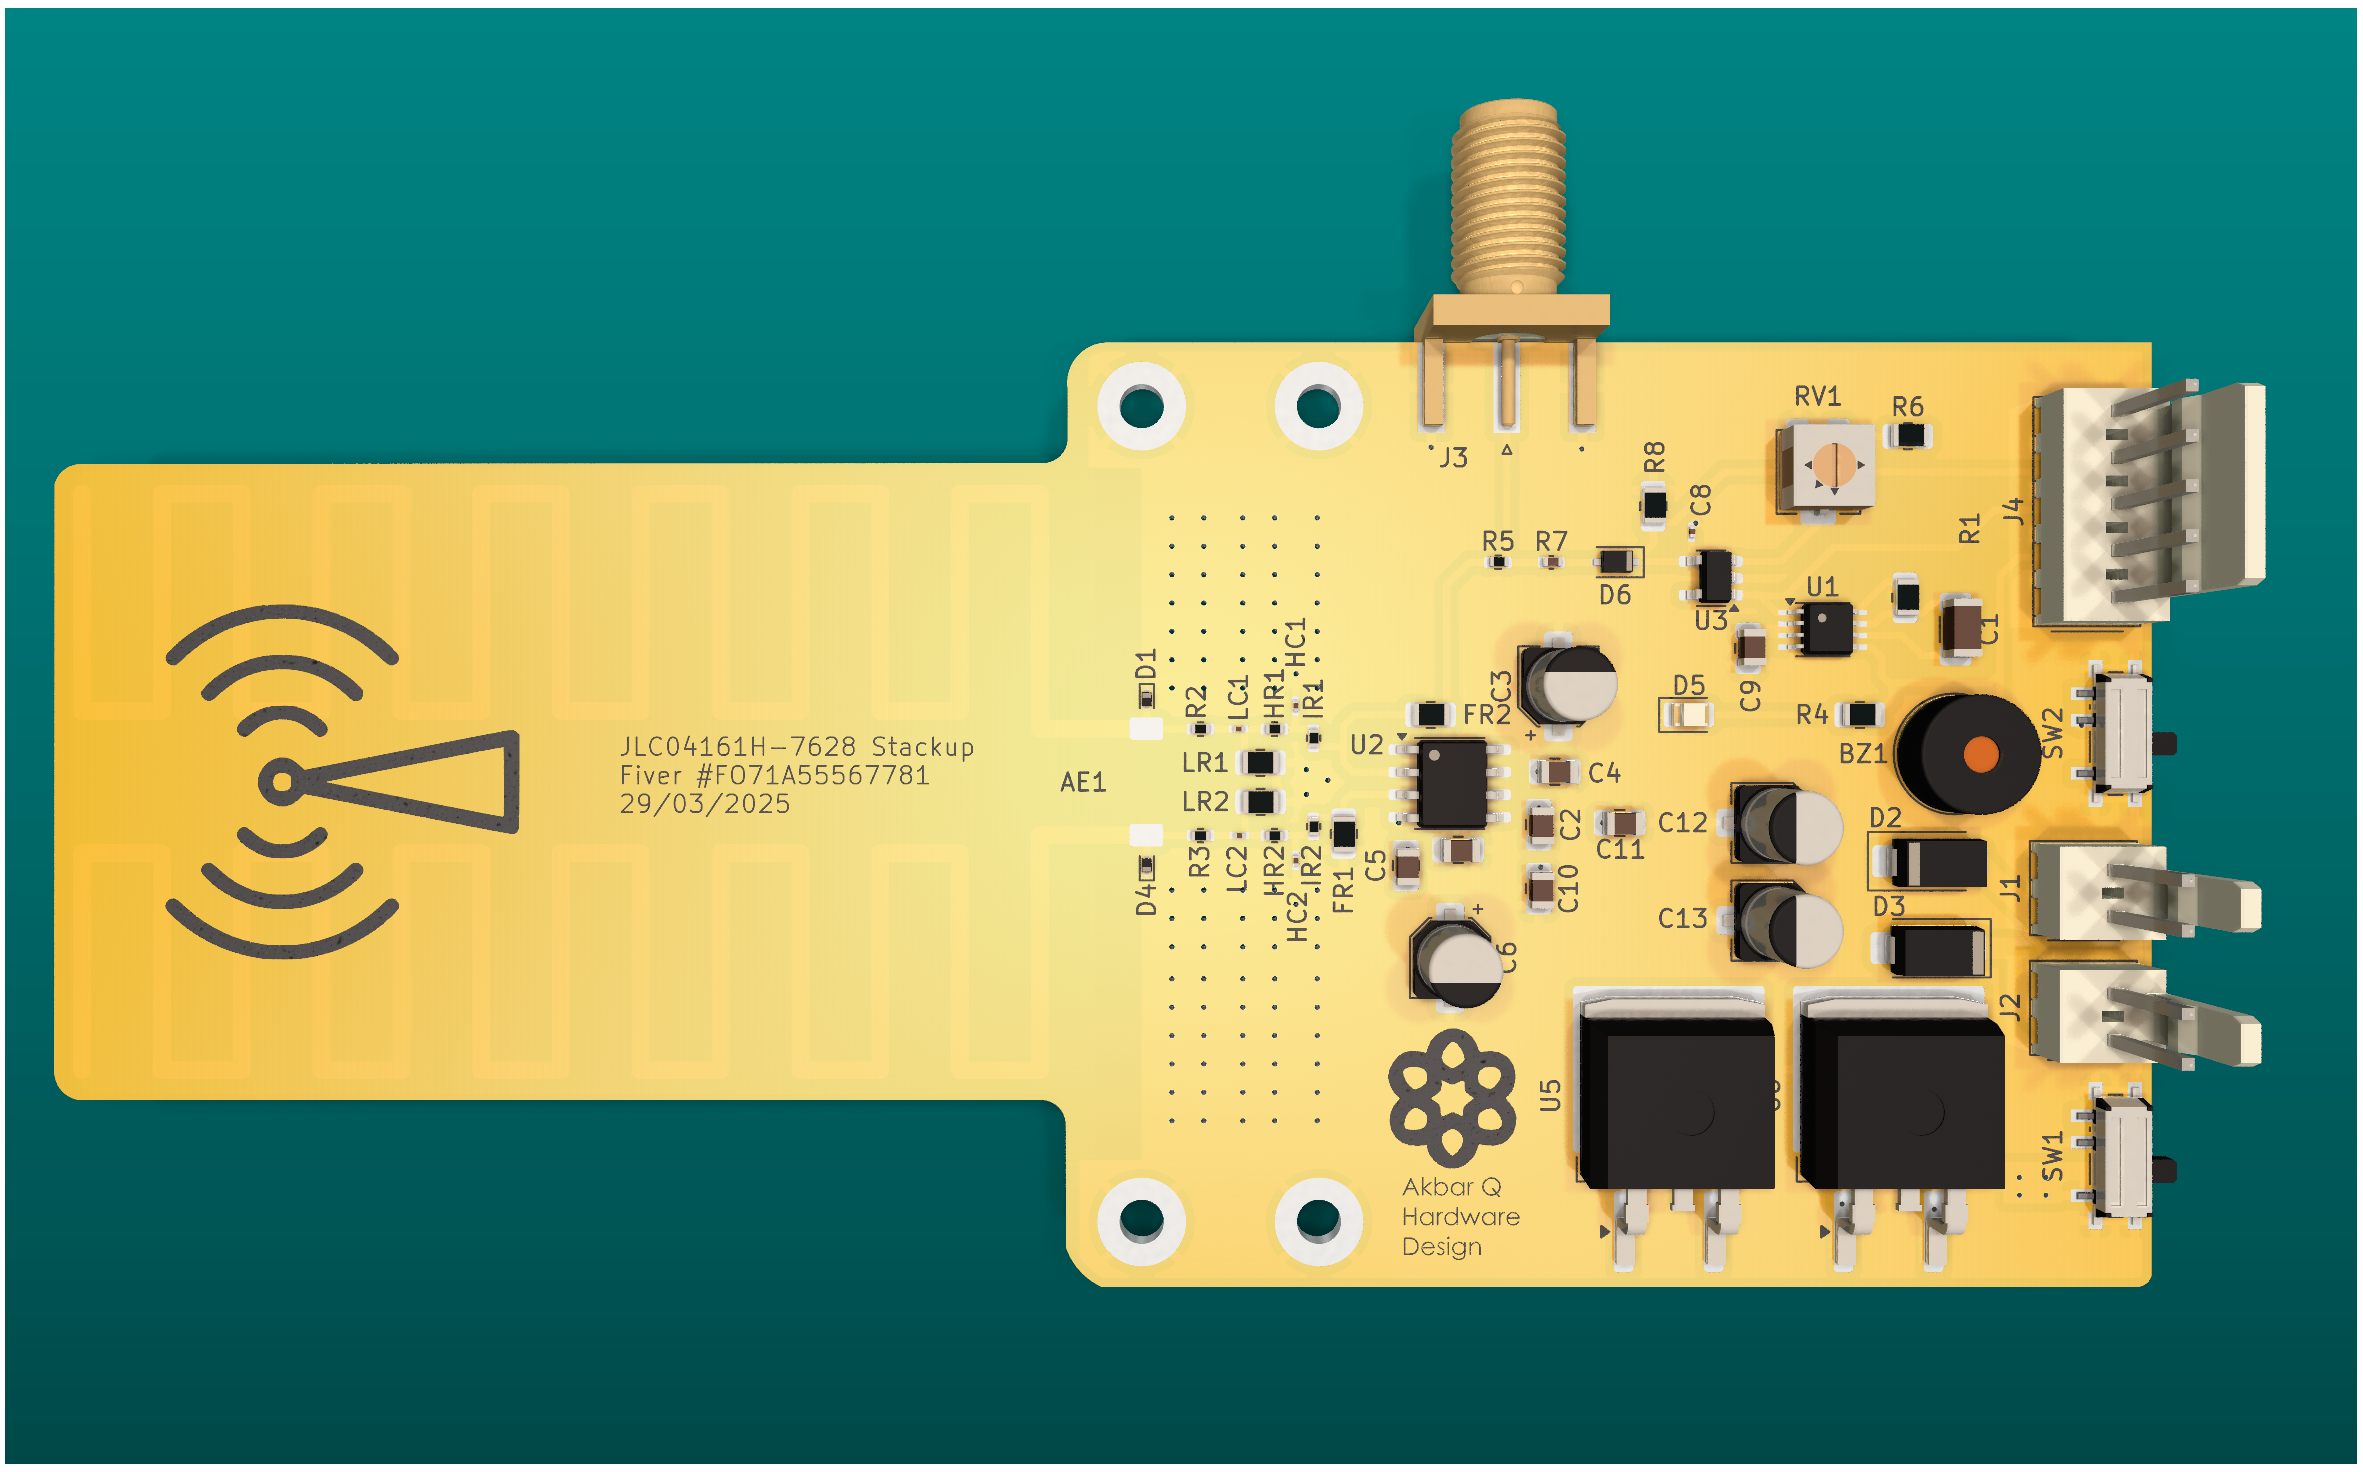 J3
RV1
R6
R8
C8
J4
R1
R5
R7
D6
U3
U1
C1
HC1
D1
R2
LC1
HR1
IR1
C3
FR2
D5
C9
R4
BZ1
SW2
JLC04161H-7628 Stackup
Fiver #FO71A55567781
29/03/2025
AE1
LR1
LR2
U2
C4
C2
C11
C12
D2
D4
R3
LC2
HR2
HC2
IR2
FR1
C5
C10
C13
D3
J1
C6
J2
U5
SW1
Akbar Q
Hardware
Design